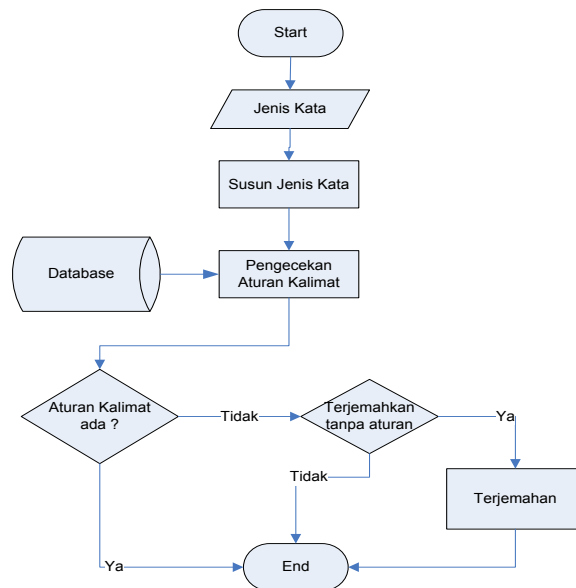 Start
Jenis Kata
Susun Jenis Kata
Database
Pengecekan
Aturan Kalimat
Aturan Kalimat
ada ?
Tidak
Terjemahkan
tanpa aturan
Ya
Tidak
Terjemahan
Ya
End